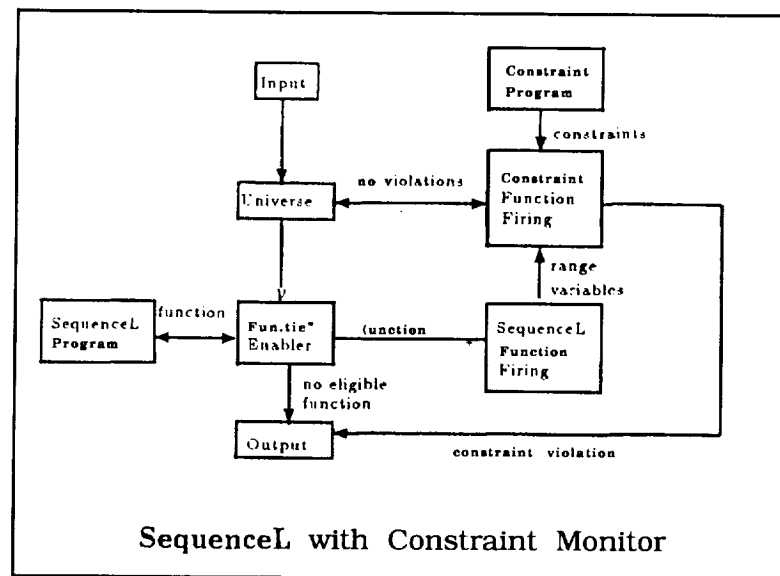 Input
Constraint
Program
constraints
no violations
Constraint
Function
Firing
Universe
range
variables
function
SequenceL
Program
Fun.tie"
Enabler
(unction
SequenceL
Function
Firing
no eligible
function
Output
constraint violation
SequenceL with Constraint Monitor